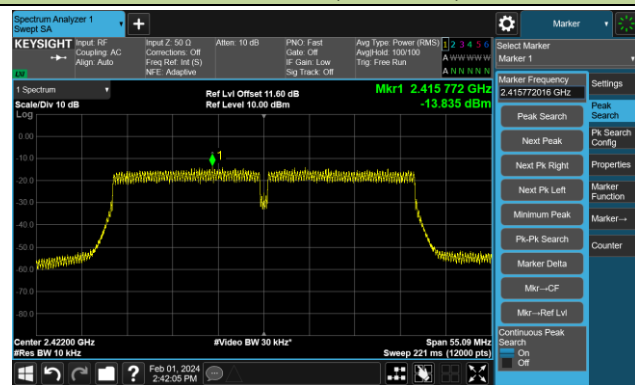 Spectrum Analyzer 1
Swept SA
Marker
KEYSIGHT Input: RF Input Z: 50 Ω Atten: 10 dB PNO: Fast Avg Type: Power (RMS) 1 2 3 4 5 6
Coupling: AC Corrections: Off Gate: Off Avg|Hold: 100/100 A W W W W W
Align: Auto Freq Ref: Int (S) IF Gain: Low Trig: Free Run
NFE: Adaptive Sig Track: Off A N N N N N
Select Marker
Marker 1
1 Spectrum
Ref Lvl Offset 11.60 dB Mkr1 2.415 772 GHz
Scale/Div 10 dB Ref Level 10.00 dBm -13.835 dBm
Log
0.00
-10.0
-20.0
-30.0
-40.0
-50.0
-60.0
-70.0
-80.0
1
Center 2.42200 GHz #Video BW 30 kHz* Span 55.09 MHz
#Res BW 10 kHz Sweep 221 ms (12000 pts)
Marker Frequency
2.415772016 GHz
Peak Search
Next Peak
Next Pk Right
Next Pk Left
Minimum Peak
Pk-Pk Search
Marker Delta
Mkr→CF
Mkr→Ref Lvl
Continuous Peak
Search
On
Off
Settings
Peak
Search
Pk Search
Config
Properties
Marker
Function
Marker→
Counter
Feb 01, 2024
2:42:05 PM